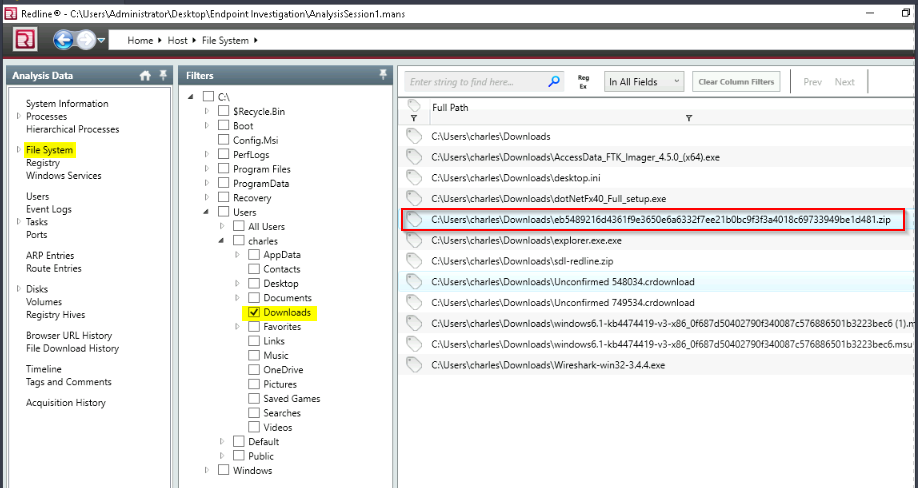 Redline® - C:\Users\Administrator\Desktop\Endpoint Investigation\AnalysisSession1.mans
Home Host File System
Analysis Data
System Information
Processes
Hierarchical Processes
File System
Registry
Windows Services
Users
Event Logs
Tasks
Ports
ARP Entries
Route Entries
Disks
Volumes
Registry Hives
Browser URL History
File Download History
Timeline
Tags and Comments
Acquisition History
Filters
C:\
$Recycle.Bin
Boot
Config.Msi
PerfLogs
Program Files
ProgramData
Recovery
Users
All Users
charles
AppData
Contacts
Desktop
Documents
Downloads
Favorites
Links
Music
OneDrive
Pictures
Saved Games
Searches
Videos
Default
Public
Windows
Enter string to find here... Reg Ex In All Fields Clear Column Filters Prev Next
Full Path
C:\Users\charles\Downloads
C:\Users\charles\Downloads\AccessData_FTK_Imager_4.5.0_(x64).exe
C:\Users\charles\Downloads\desktop.ini
C:\Users\charles\Downloads\dotNetFx40_Full_setup.exe
C:\Users\charles\Downloads\eb5489216d4361f9e3650e6a6332f7ee21b0bc9f3f3a4018c69733949be1d481.zip
C:\Users\charles\Downloads\explorer.exe.exe
C:\Users\charles\Downloads\sdl-redline.zip
C:\Users\charles\Downloads\Unconfirmed 548034.crdownload
C:\Users\charles\Downloads\Unconfirmed 749534.crdownload
C:\Users\charles\Downloads\windows6.1-kb4474419-v3-x86_0f687d50402790f340087c576886501b3223bec6 (1).msu
C:\Users\charles\Downloads\windows6.1-kb4474419-v3-x86_0f687d50402790f340087c576886501b3223bec6.msu
C:\Users\charles\Downloads\Wireshark-win32-3.4.4.exe